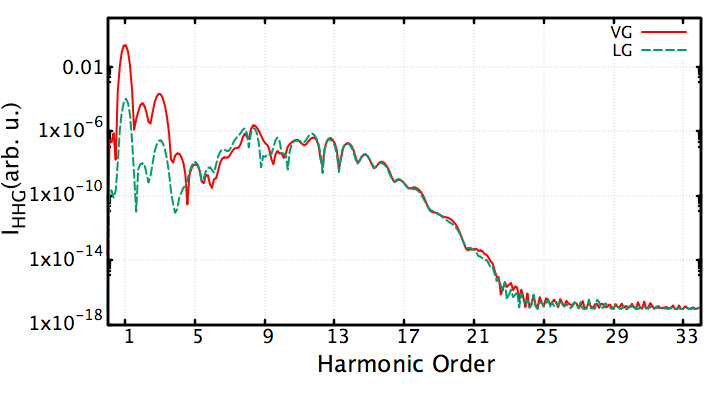 VG
LG
0.01
1x10⁻⁶
1x10⁻¹⁰
1x10⁻¹⁴
1x10⁻¹⁸
I_HHG(arb. u.)
1 5 9 13 17 21 25 29 33
Harmonic Order